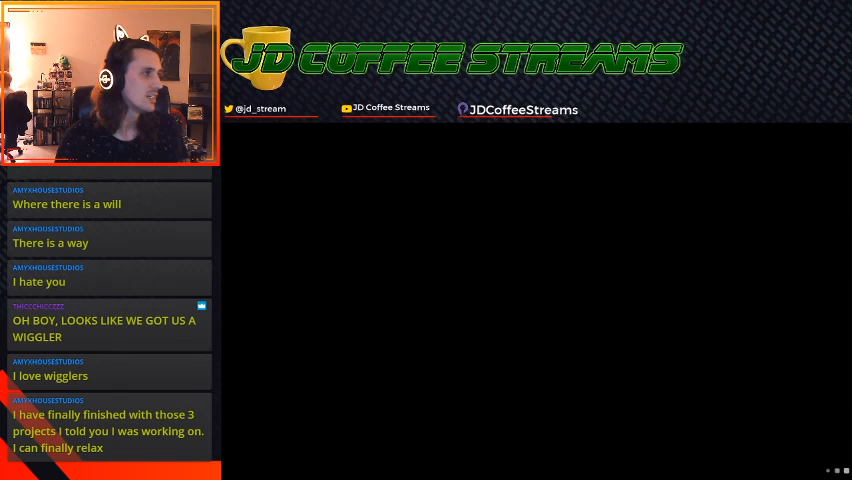 JD COFFEE STREAMS
@jd_stream
JD Coffee Streams
JDCoffeeStreams
AMYXHOUSESTUDIOS
Where there is a will
AMYXHOUSESTUDIOS
There is a way
AMYXHOUSESTUDIOS
I hate you
THICCCHICCZZZ
OH BOY, LOOKS LIKE WE GOT US A
WIGGLER
AMYXHOUSESTUDIOS
I love wigglers
AMYXHOUSESTUDIOS
I have finally finished with those 3
projects I told you I was working on.
I can finally relax